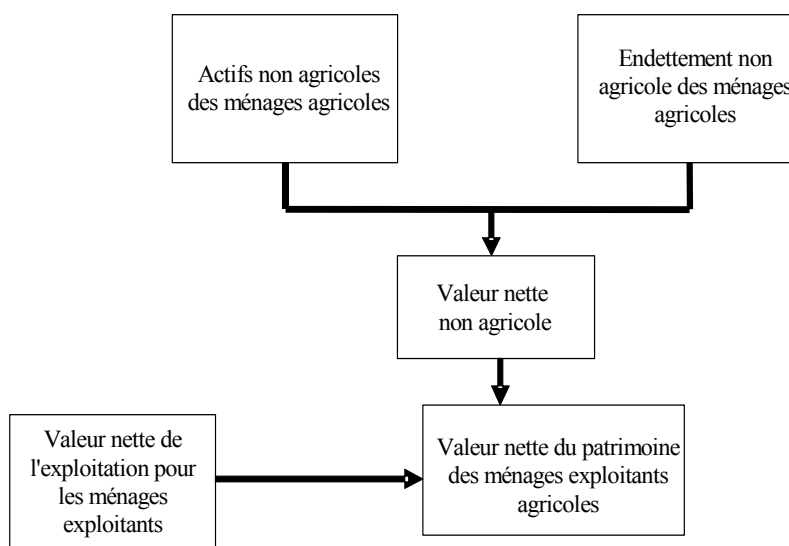 Actifs non agricoles
des ménages agricoles
Endettement non
agricole des ménages
agricoles
Valeur nette
non agricole
Valeur nette de
l'exploitation pour
les ménages
exploitants
Valeur nette du patrimoine
des ménages exploitants
agricoles